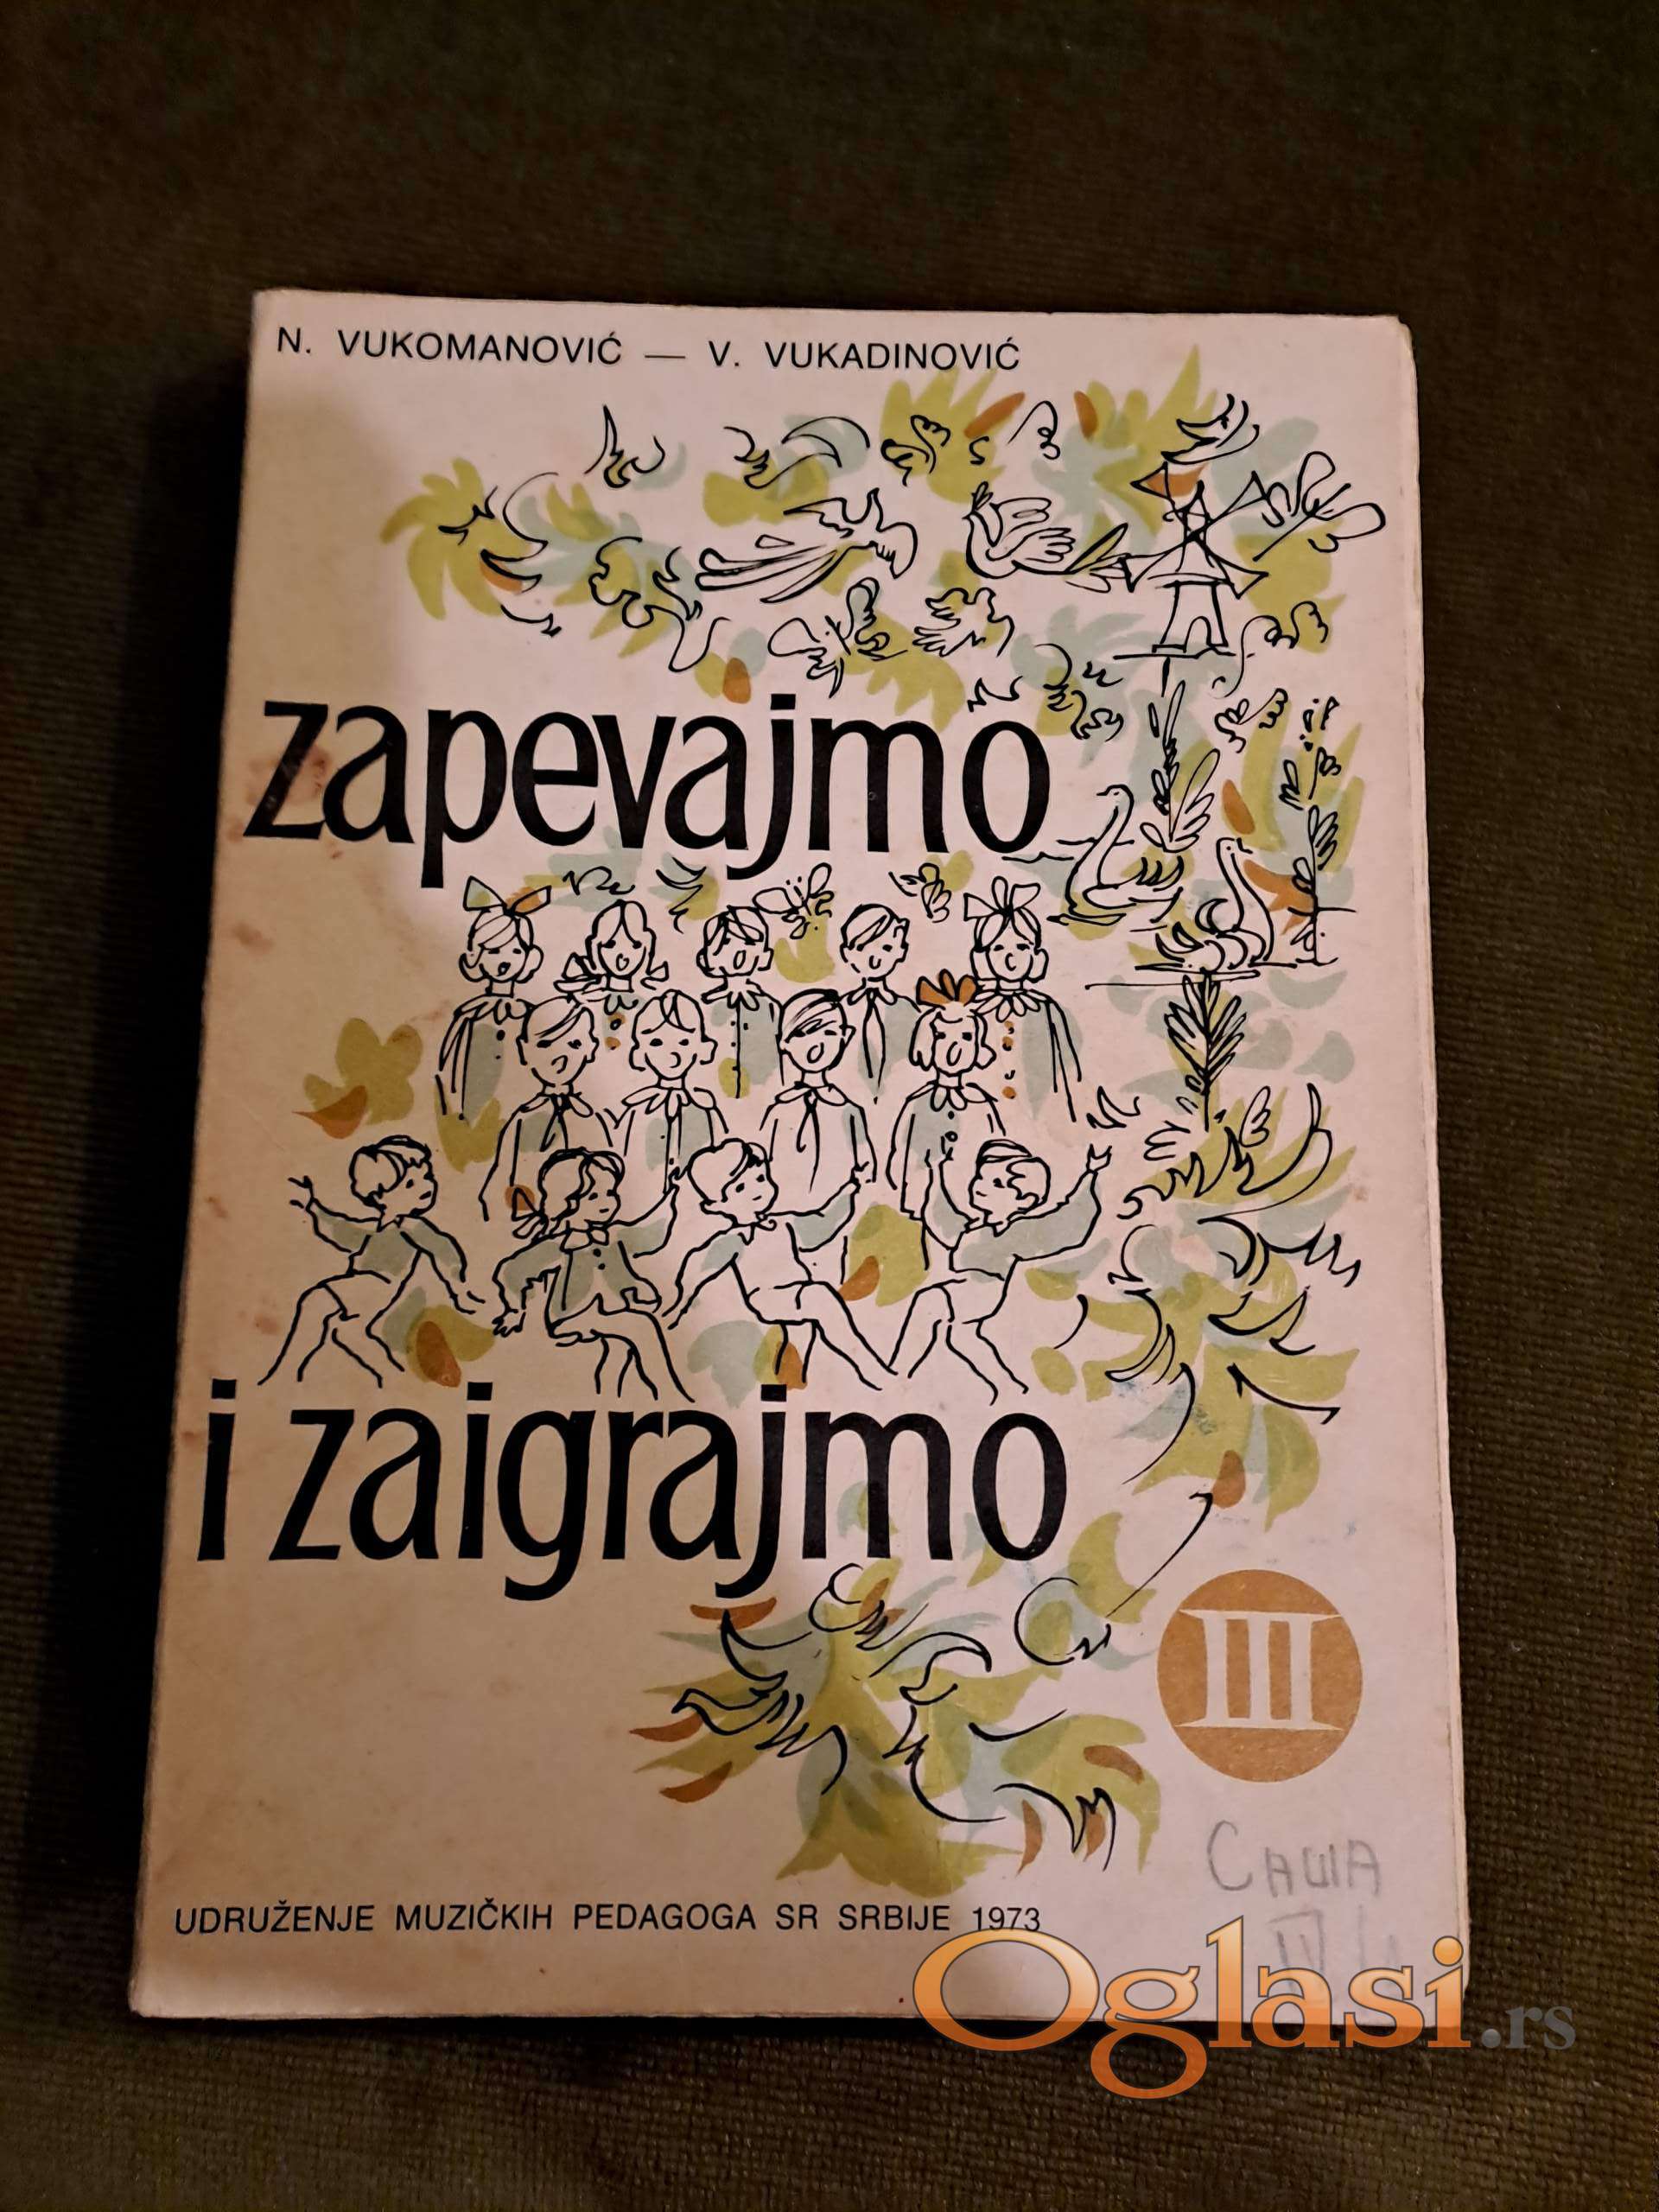 N. VUKOMANOVIĆ — V. VUKADINOVIĆ
zapevajmo
i zaigrajmo
III
Саша
UDRUŽENJE MUZIČKIH PEDAGOGA SR SRBIJE 1973
Oglasi.rs